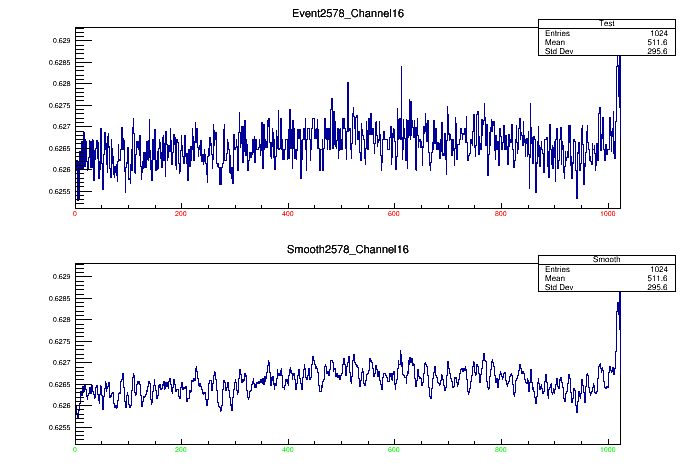 Event2578_Channel16
Test
Entries 1024
Mean 511.6
Std Dev 295.6
0.629
0.6285
0.628
0.6275
0.627
0.6265
0.626
0.6255
0 200 400 600 800 1000
Smooth2578_Channel16
Smooth
Entries 1024
Mean 511.6
Std Dev 295.6
0.629
0.6285
0.628
0.6275
0.627
0.6265
0.626
0.6255
0 200 400 600 800 1000